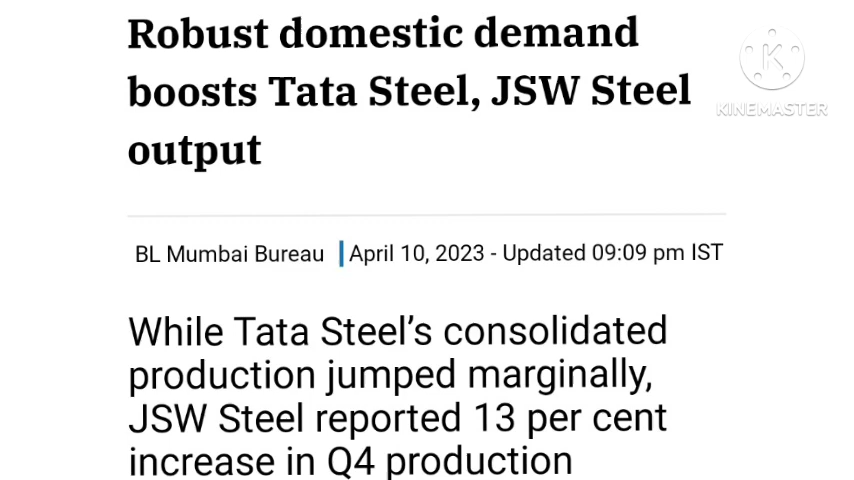 Robust domestic demand
boosts Tata Steel, JSW Steel
output
KINEMASTER
BL Mumbai Bureau | April 10, 2023 - Updated 09:09 pm IST
While Tata Steel's consolidated
production jumped marginally,
JSW Steel reported 13 per cent
increase in Q4 production